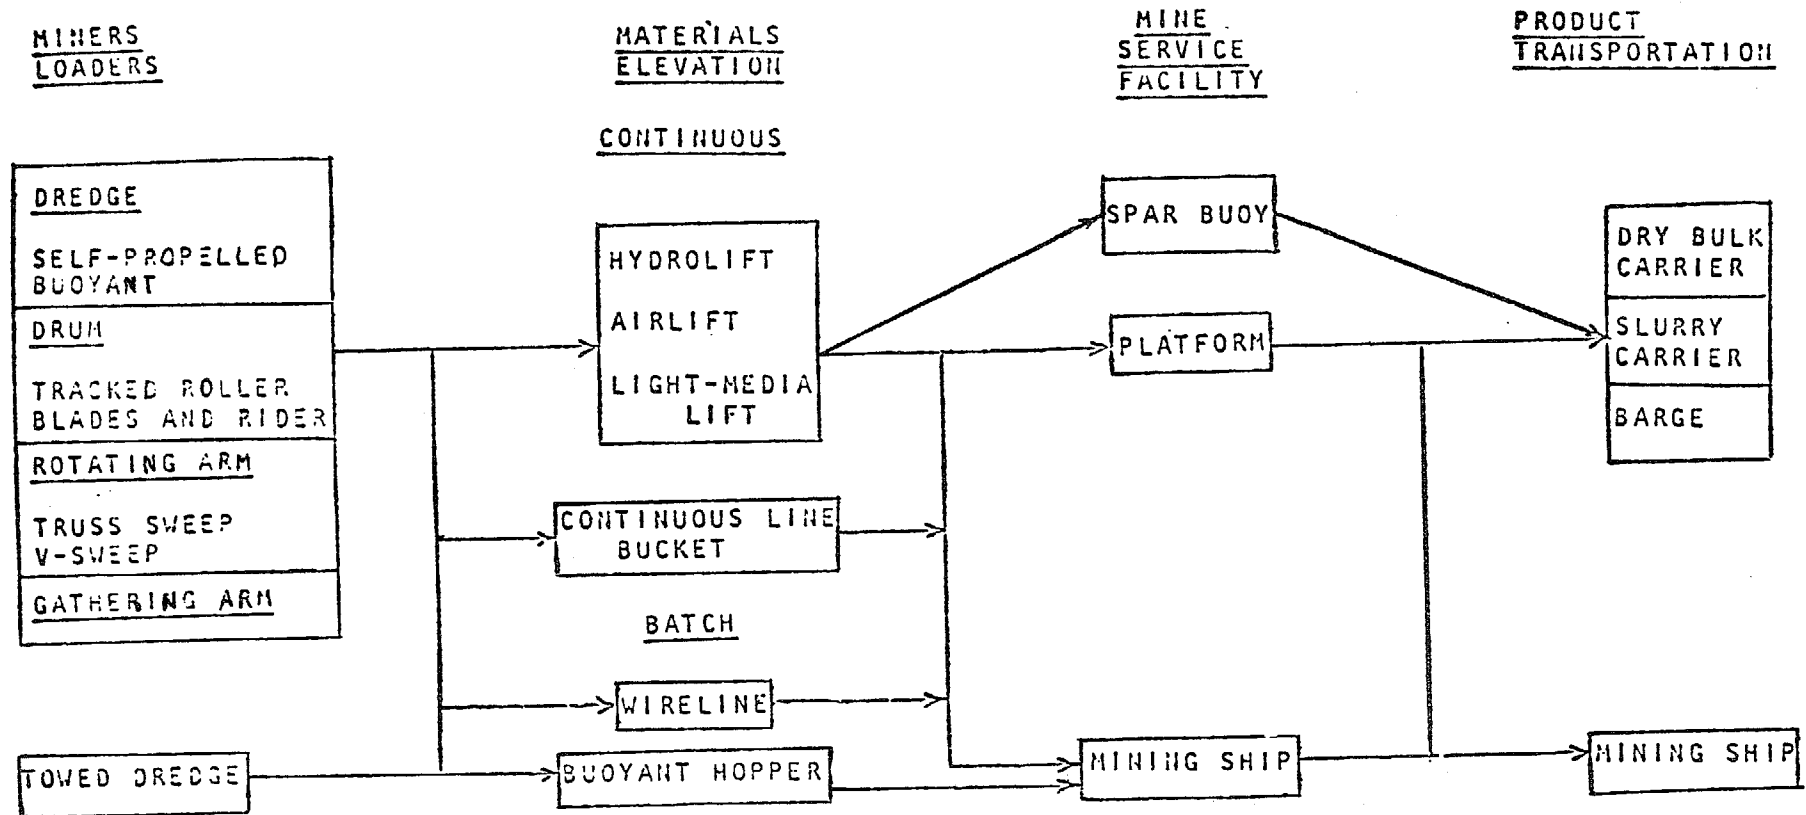 MINERS
LOADERS
MATERIALS
ELEVATION
MINE
SERVICE
FACILITY
PRODUCT
TRANSPORTATION
CONTINUOUS
DREDGE
SELF-PROPELLED
BUOYANT
DRUM
TRACKED ROLLER
BLADES AND RIDER
ROTATING ARM
TRUSS SWEEP
V-SWEEP
GATHERING ARM
TOWED DREDGE
HYDROLIFT
AIRLIFT
LIGHT-MEDIA
LIFT
CONTINUOUS LINE
BUCKET
BATCH
WIRELINE
BUOYANT HOPPER
SPAR BUOY
PLATFORM
MINING SHIP
DRY BULK
CARRIER
SLURRY
CARRIER
BARGE
MINING SHIP